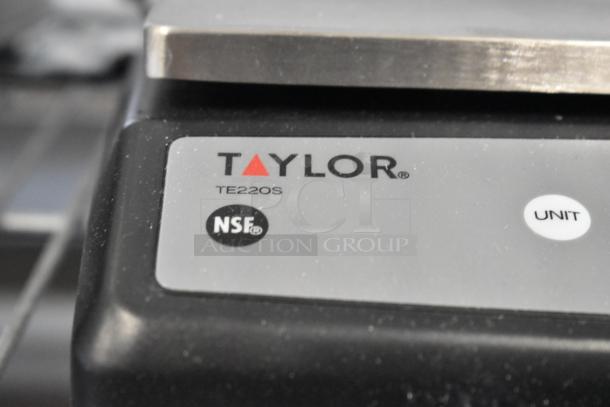 TAYLOR®
TE220S
NSF®
UNIT
PCI
AUCTION GROUP